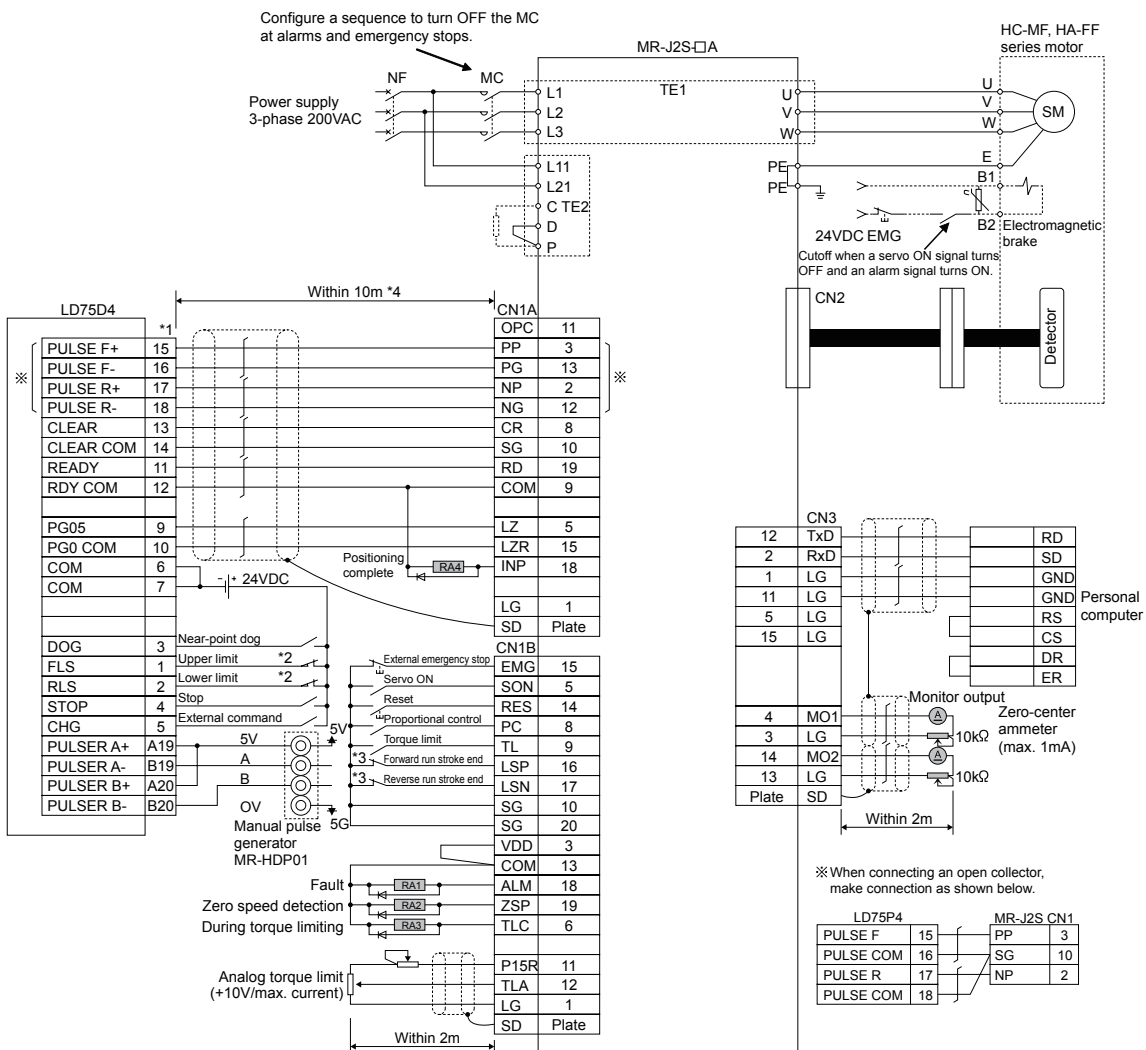 Configure a sequence to turn OFF the MC
at alarms and emergency stops.
MR-J2S-□A
HC-MF, HA-FF
series motor
NF
MC
Power supply
3-phase 200VAC
L1
L2
L3
TE1
U
V
W
U
V
W
SM
L11
L21
C TE2
D
P
PE
PE
E
B1
B2
Electromagnetic
brake
24VDC EMG
Cutoff when a servo ON signal turns
OFF and an alarm signal turns ON.
CN2
Detector
Within 10m *4
LD75D4
*1
※
PULSE F+ 15
PULSE F- 16
PULSE R+ 17
PULSE R- 18
CLEAR 13
CLEAR COM 14
READY 11
RDY COM 12
PG05 9
PG0 COM 10
COM 6
COM 7
DOG 3
FLS 1
RLS 2
STOP 4
CHG 5
PULSER A+ A19
PULSER A- B19
PULSER B+ A20
PULSER B- B20
24VDC
- +
Near-point dog
Upper limit *2
Lower limit *2
Stop
External command
5V
A
B
OV
5V
5G
Manual pulse
generator
MR-HDP01
CN1A
OPC 11
PP 3
PG 13
NP 2
NG 12
CR 8
SG 10
RD 19
COM 9
LZ 5
LZR 15
INP 18
LG 1
SD Plate
※
Positioning
complete
RA4
CN1B
External emergency stop EMG 15
Servo ON SON 5
Reset RES 14
Proportional control PC 8
Torque limit TL 9
*3 Forward run stroke end LSP 16
*3 Reverse run stroke end LSN 17
SG 10
SG 20
VDD 3
COM 13
Fault RA1 ALM 18
Zero speed detection RA2 ZSP 19
During torque limiting RA3 TLC 6
P15R 11
TLA 12
LG 1
SD Plate
Analog torque limit
(+10V/max. current)
Within 2m
CN3
12 TxD
2 RxD
1 LG
11 LG
5 LG
15 LG
RD
SD
GND
GND
RS
CS
DR
ER
Personal
computer
Monitor output
4 MO1
3 LG
14 MO2
13 LG
Plate SD
A
10kΩ
A
10kΩ
Zero-center
ammeter
(max. 1mA)
Within 2m
※When connecting an open collector,
make connection as shown below.
LD75P4
PULSE F 15
PULSE COM 16
PULSE R 17
PULSE COM 18
MR-J2S CN1
PP 3
SG 10
NP 2